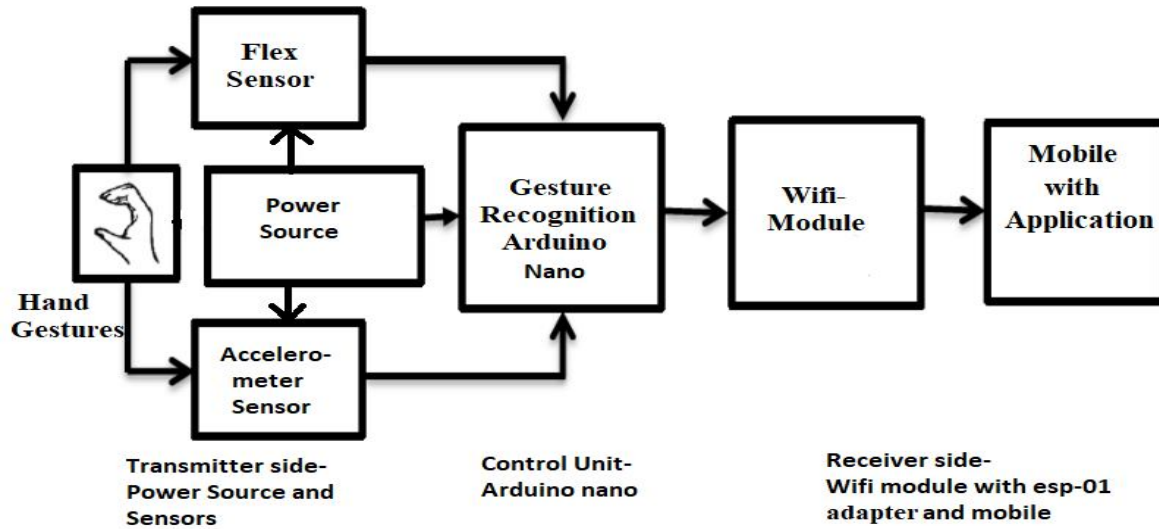 Flex
Sensor
Power
Source
Hand
Gestures
Accelero-
meter
Sensor
Gesture
Recognition
Arduino
Nano
Wifi-
Module
Mobile
with
Application
Transmitter side-
Power Source and
Sensors
Control Unit-
Arduino nano
Receiver side-
Wifi module with esp-01
adapter and mobile